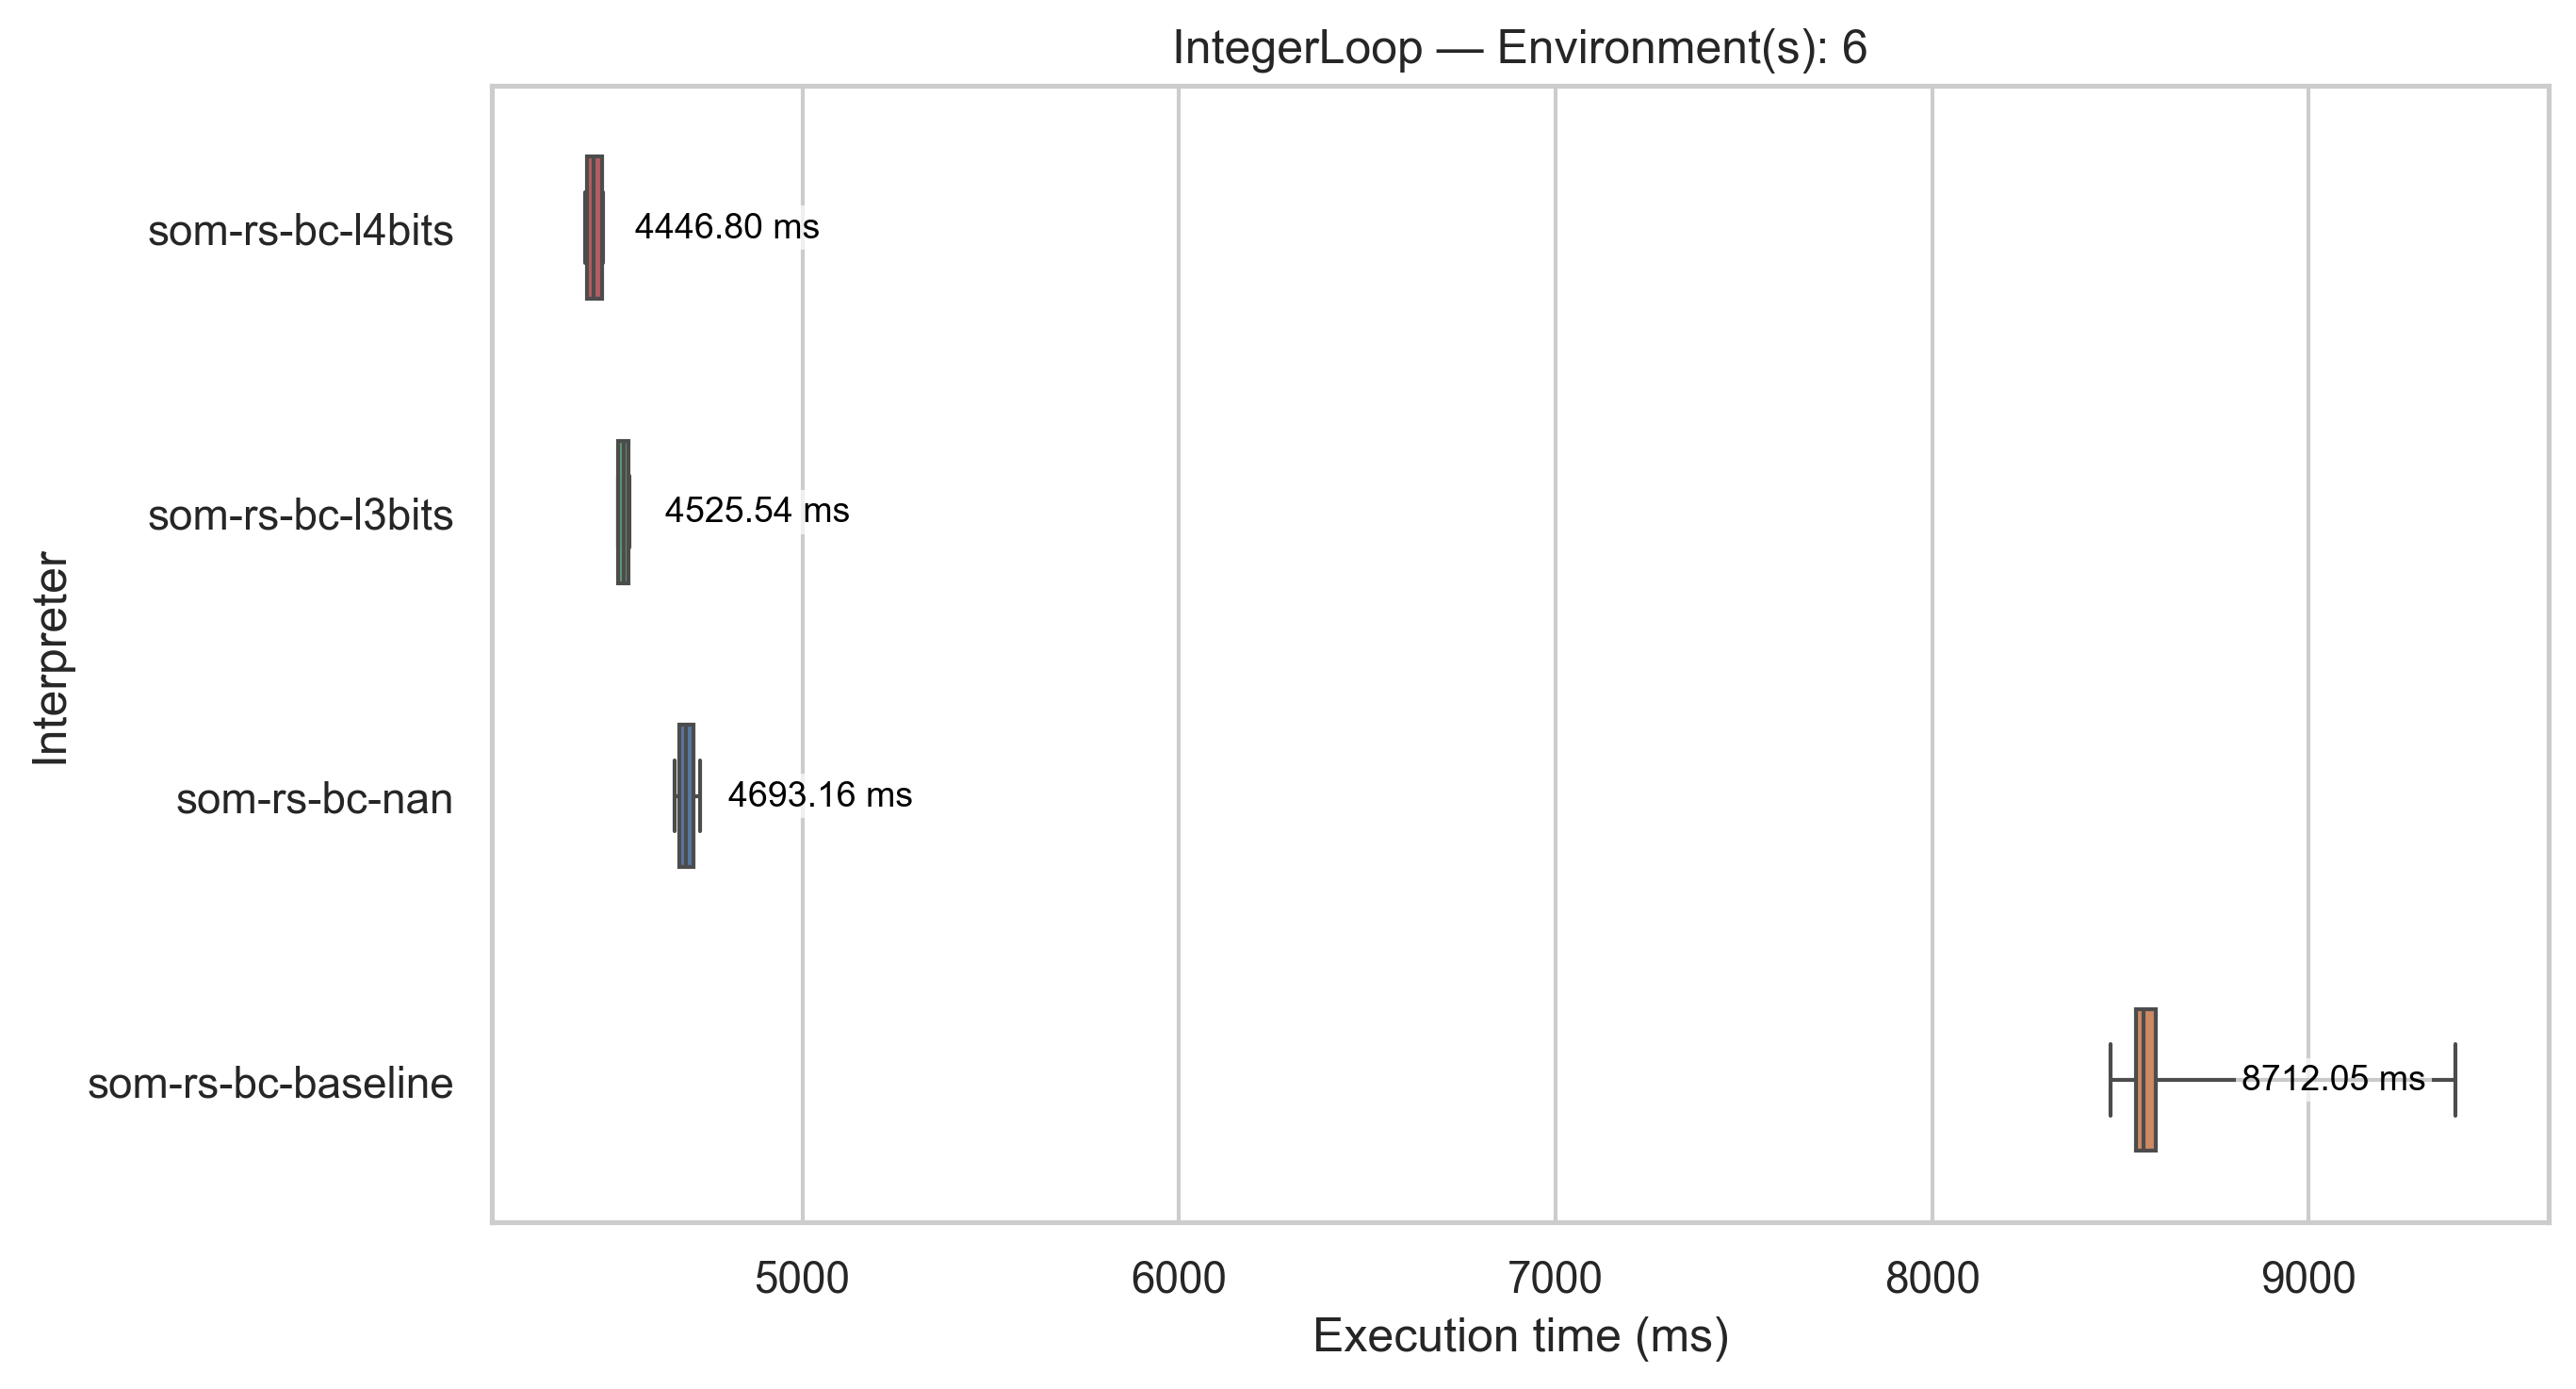 IntegerLoop — Environment(s): 6
som-rs-bc-l4bits
4446.80 ms
som-rs-bc-l3bits
4525.54 ms
Interpreter
som-rs-bc-nan
4693.16 ms
som-rs-bc-baseline
8712.05 ms
5000 6000 7000 8000 9000
Execution time (ms)